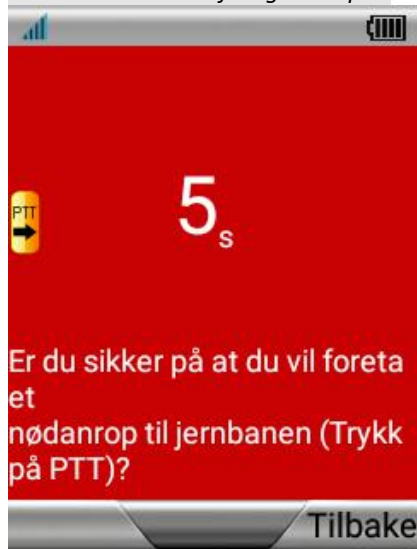 PTT
5s
Er du sikker på at du vil foreta
et
nødanrop til jernbanen (Trykk
på PTT)?
Tilbake